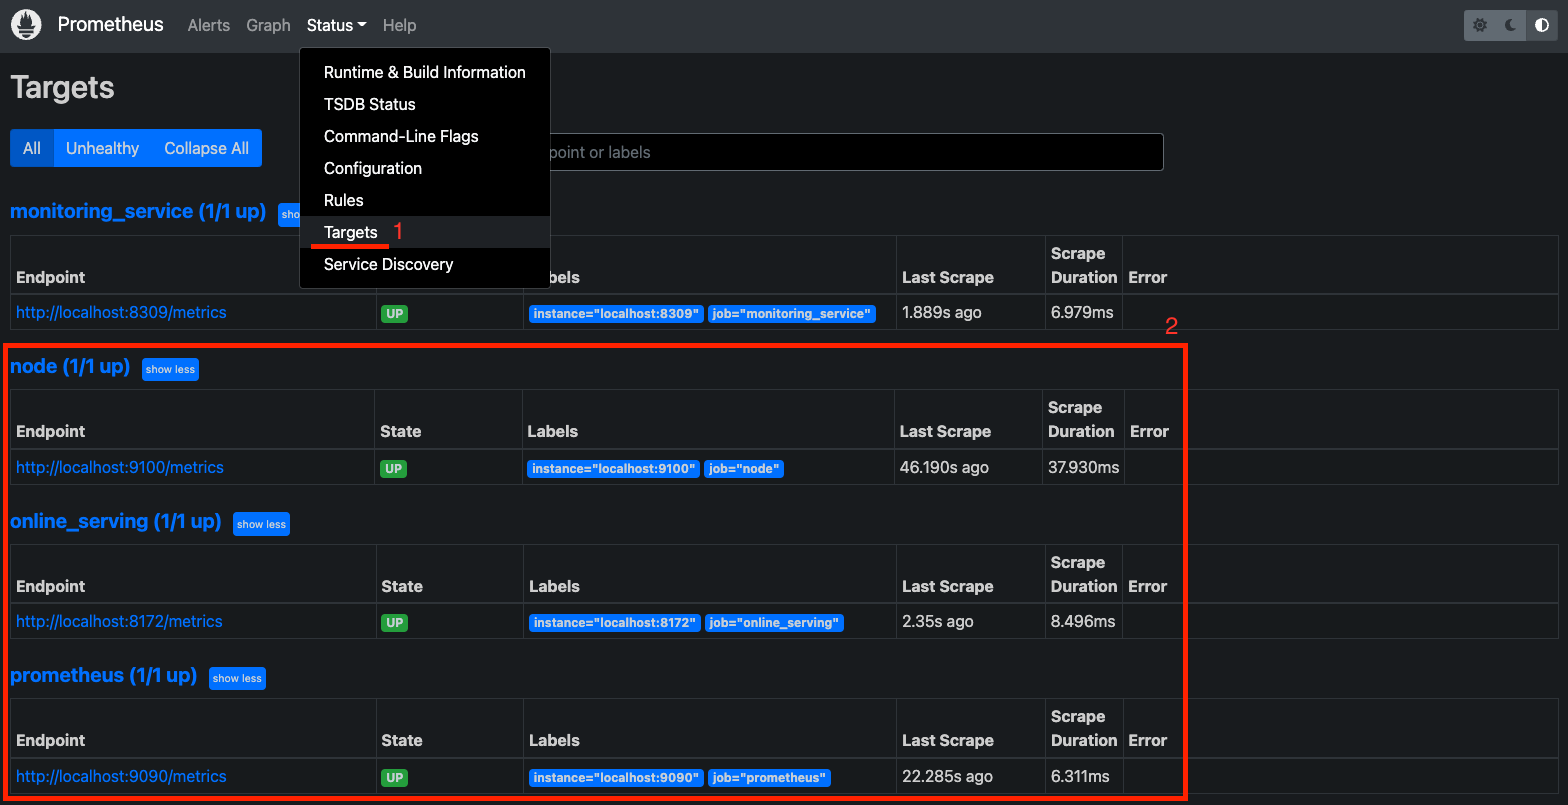 Prometheus Alerts Graph Status Help
Runtime & Build Information
TSDB Status
Command-Line Flags
Configuration
Rules
Targets 1
Service Discovery
Targets
All Unhealthy Collapse All
point or labels
monitoring_service (1/1 up) sho
Endpoint bels Last Scrape Scrape Duration Error
http://localhost:8309/metrics UP instance="localhost:8309" job="monitoring_service" 1.889s ago 6.979ms
2
node (1/1 up) show less
Endpoint State Labels Last Scrape Scrape Duration Error
http://localhost:9100/metrics UP instance="localhost:9100" job="node" 46.190s ago 37.930ms
online_serving (1/1 up) show less
Endpoint State Labels Last Scrape Scrape Duration Error
http://localhost:8172/metrics UP instance="localhost:8172" job="online_serving" 2.35s ago 8.496ms
prometheus (1/1 up) show less
Endpoint State Labels Last Scrape Scrape Duration Error
http://localhost:9090/metrics UP instance="localhost:9090" job="prometheus" 22.285s ago 6.311ms